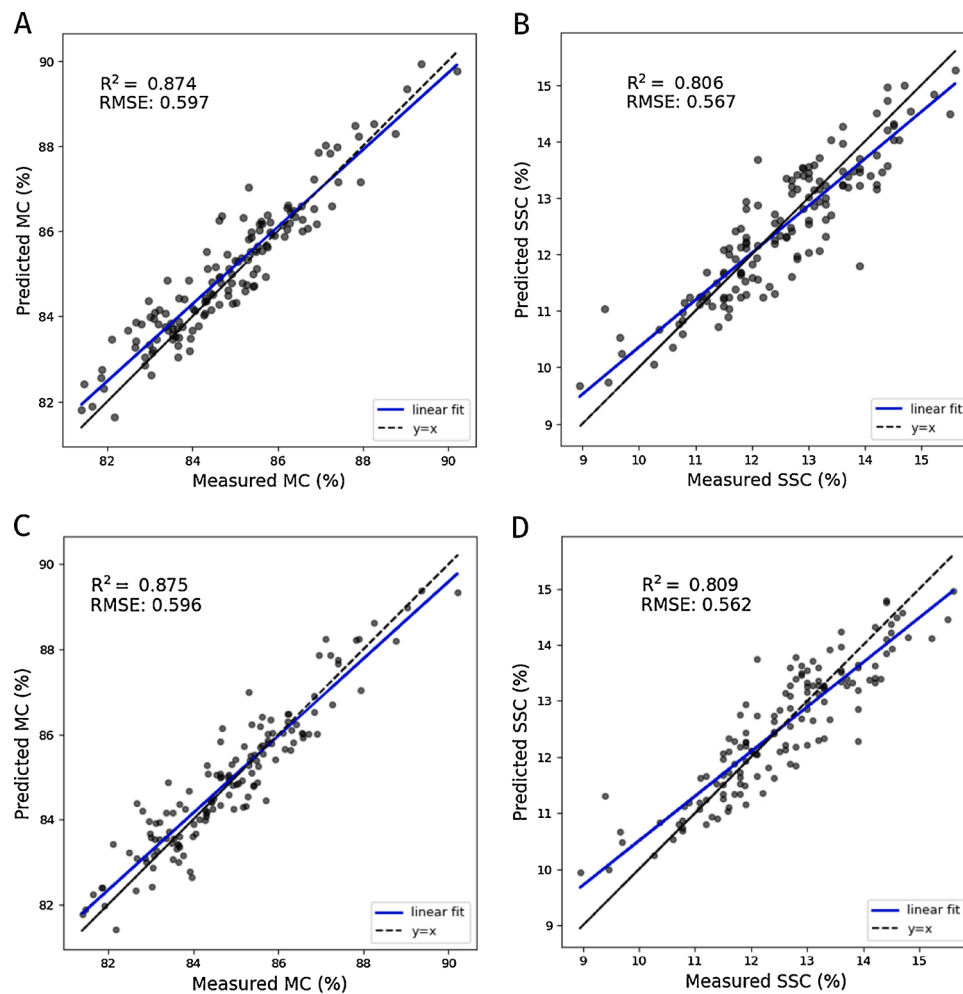 A
R² = 0.874
RMSE: 0.597
Predicted MC (%)
90
88
86
84
82
linear fit
y=x
82 84 86 88 90
Measured MC (%)
B
R² = 0.806
RMSE: 0.567
Predicted SSC (%)
15
14
13
12
11
10
9
linear fit
y=x
9 10 11 12 13 14 15
Measured SSC (%)
C
R² = 0.875
RMSE: 0.596
Predicted MC (%)
90
88
86
84
82
linear fit
y=x
82 84 86 88 90
Measured MC (%)
D
R² = 0.809
RMSE: 0.562
Predicted SSC (%)
15
14
13
12
11
10
9
linear fit
y=x
9 10 11 12 13 14 15
Measured SSC (%)